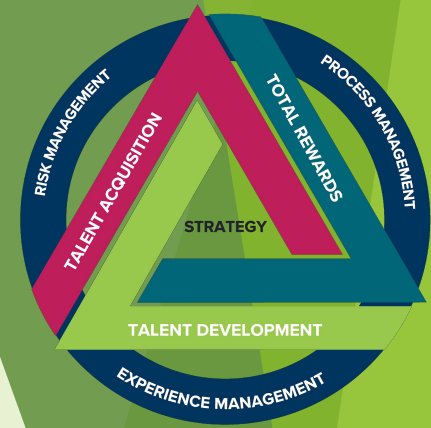 RISK MANAGEMENT
PROCESS MANAGEMENT
TALENT ACQUISITION
TOTAL REWARDS
STRATEGY
TALENT DEVELOPMENT
EXPERIENCE MANAGEMENT